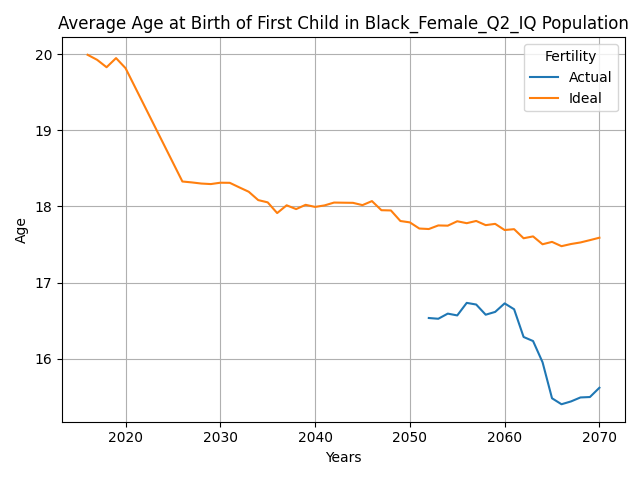 Average Age at Birth of First Child in Black_Female_Q2_IQ Population
Fertility
Actual
Ideal
Age
20
19
18
17
16
2020 2030 2040 2050 2060 2070
Years